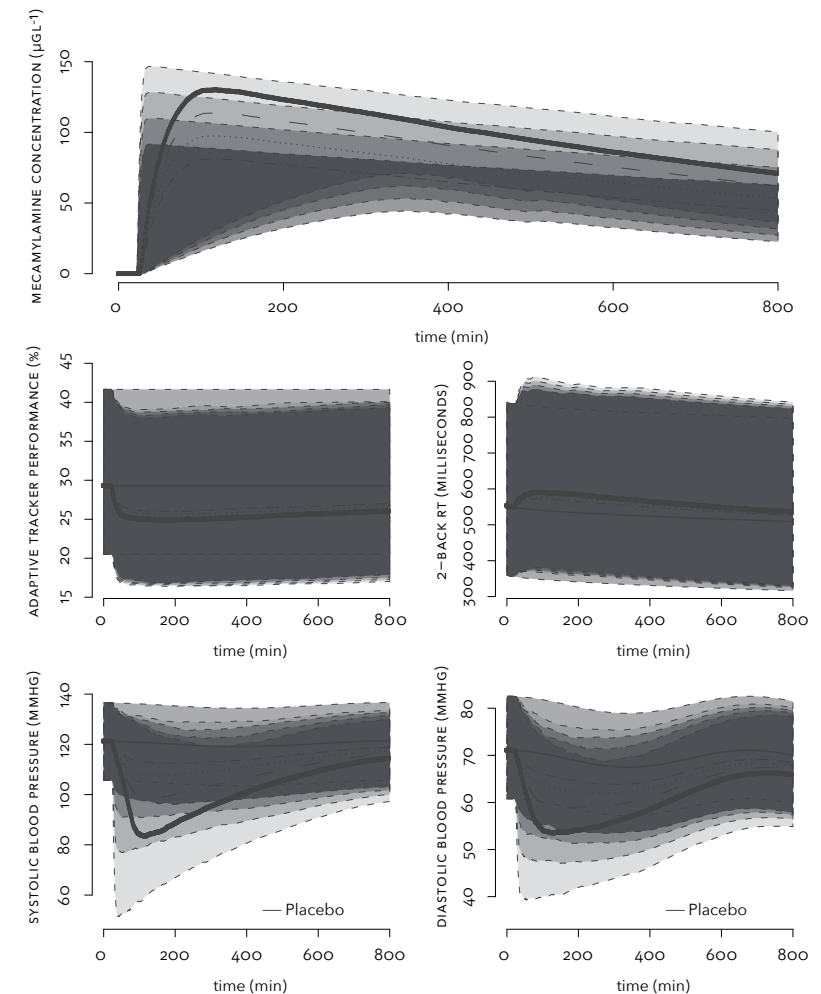 MECAMYLAMINE CONCENTRATION (µGL-1)
150
100
50
0
0 200 400 600 800
time (min)
ADAPTIVE TRACKER PERFORMANCE (%)
45
40
35
30
25
20
15
0 200 400 600 800
time (min)
2–BACK RT (MILLISECONDS)
900
800
700
600
500
400
300
0 200 400 600 800
time (min)
SYSTOLIC BLOOD PRESSURE (MMHG)
140
120
100
80
60
Placebo
0 200 400 600 800
time (min)
DIASTOLIC BLOOD PRESSURE (MMHG)
80
70
60
50
40
Placebo
0 200 400 600 800
time (min)